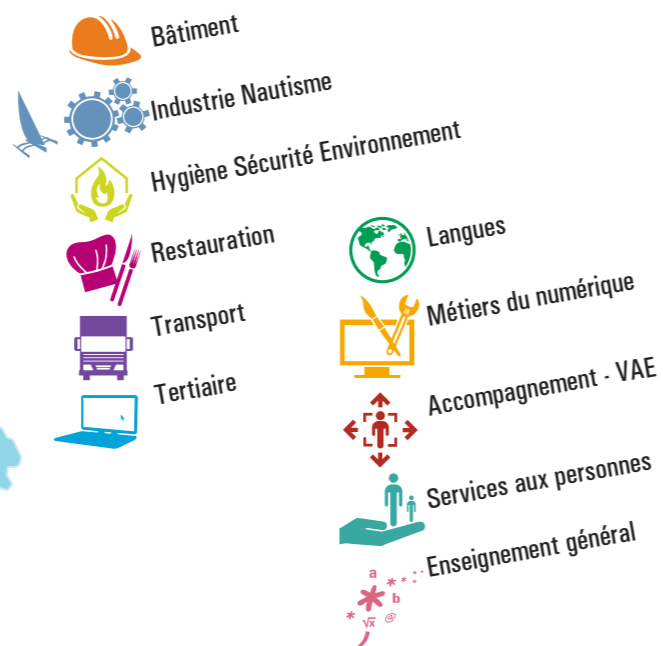 Bâtiment
Industrie Nautisme
Hygiène Sécurité Environnement
Restauration
Transport
Tertiaire
Langues
Métiers du numérique
Accompagnement - VAE
Services aux personnes
Enseignement général
a
b
* √x @